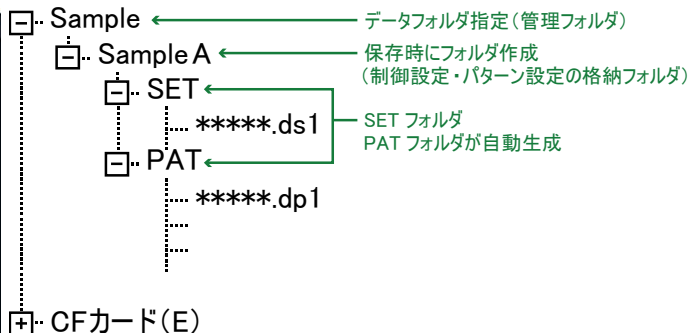 Sample
データフォルダ指定（管理フォルダ）
Sample A
保存時にフォルダ作成
（制御設定・パターン設定の格納フォルダ）
SET
*****.ds1
SET フォルダ
PAT フォルダが自動生成
PAT
*****.dp1
CFカード（E）